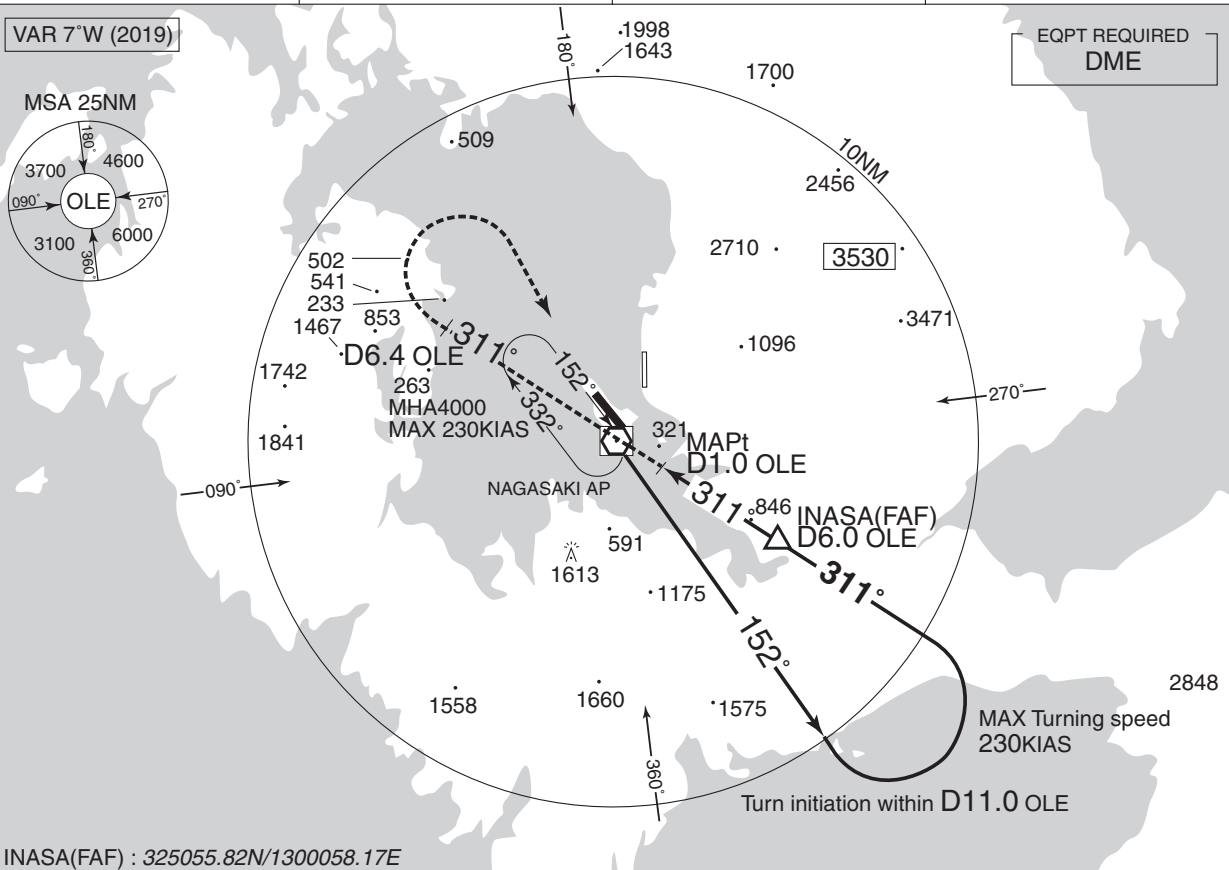 VAR 7˚W (2019)
EQPT REQUIRED
DME
MSA 25NM
180˚
3700
4600
OLE
090˚
270˚
3100
6000
360˚
180˚
1998
1643
1700
509
10NM
2456
2710
3530
502
541
233
853
1467
3471
311˚
D6.4 OLE
1096
152˚
1742
263
332˚
270˚
MHA4000
MAX 230KIAS
1841
321
MAPt
D1.0 OLE
NAGASAKI AP
090˚
311˚
846
INASA(FAF)
D6.0 OLE
591
1613
311˚
1175
152˚
1558
1660
1575
2848
MAX Turning speed
230KIAS
360˚
Turn initiation within D11.0 OLE
INASA(FAF) : 325055.82N/1300058.17E